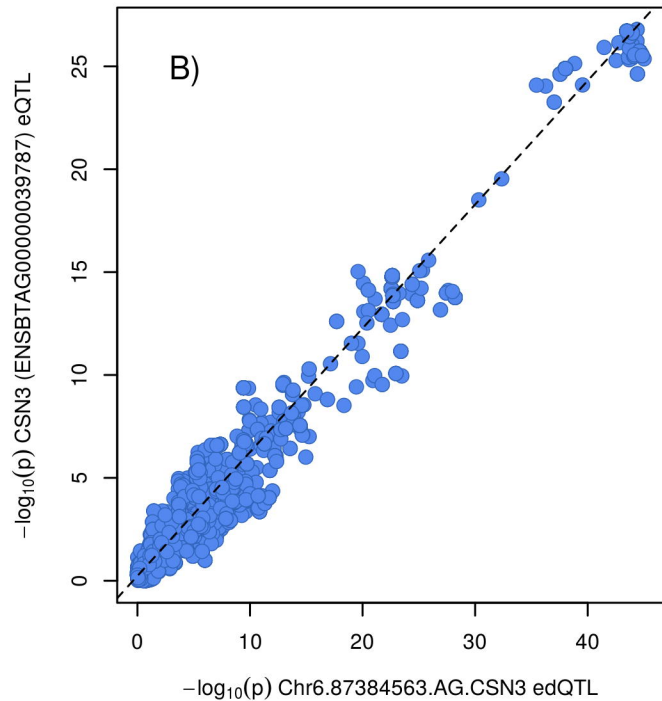 B)
−log₁₀(p) CSN3 (ENSBTAG00000039787) eQTL
25
20
15
10
5
0
0 10 20 30 40
−log₁₀(p) Chr6.87384563.AG.CSN3 edQTL